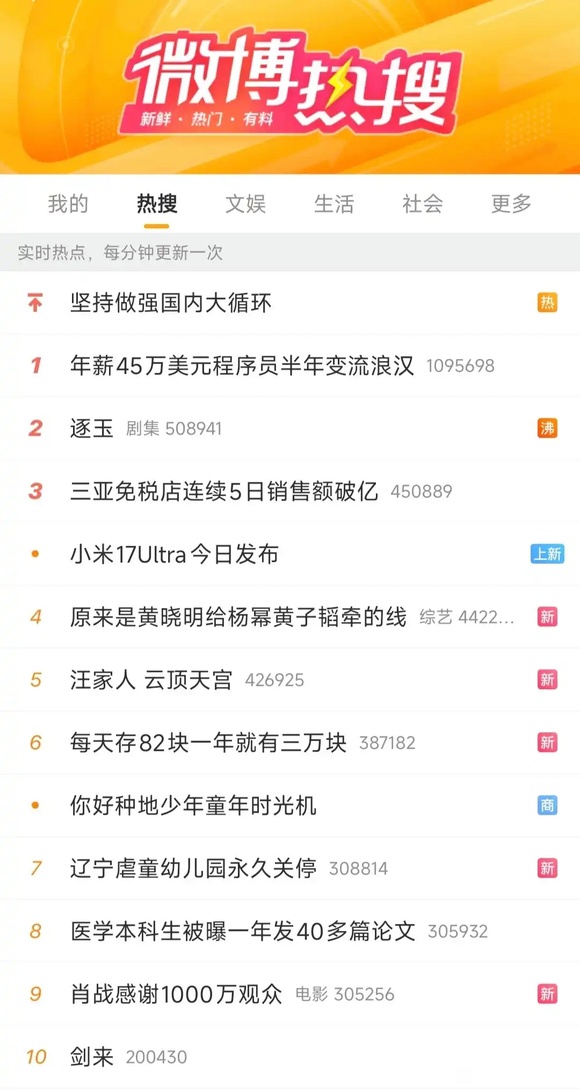 微博热搜
新鲜·热门·有料
我的 热搜 文娱 生活 社会 更多
实时热点，每分钟更新一次
坚持做强国内大循环 热
1 年薪45万美元程序员半年变流浪汉 1095698
2 逐玉 剧集 508941 沸
3 三亚免税店连续5日销售额破亿 450889
• 小米17Ultra今日发布 上新
4 原来是黄晓明给杨幂黄子韬牵的线 综艺 4422... 新
5 汪家人 云顶天宫 426925 新
6 每天存82块一年就有三万块 387182 新
• 你好种地少年童年时光机 商
7 辽宁虐童幼儿园永久关停 308814 新
8 医学本科生被曝一年发40多篇论文 305932
9 肖战感谢1000万观众 电影 305256 新
10 剑来 200430